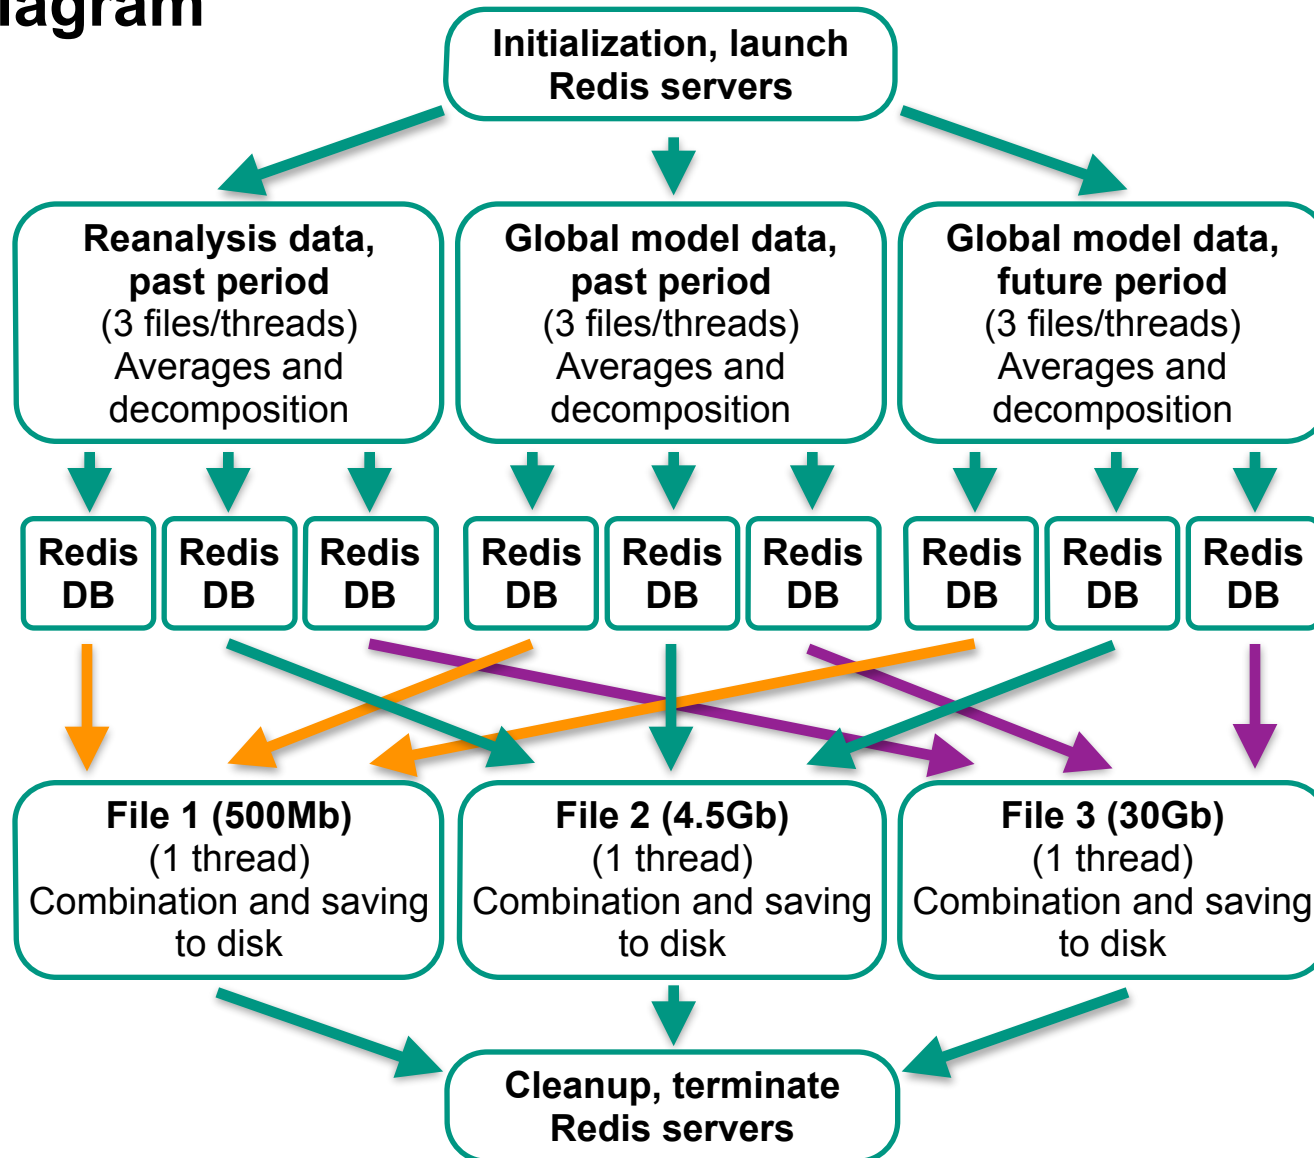 iagram
Initialization, launch
Redis servers
Reanalysis data,
past period
(3 files/threads)
Averages and
decomposition
Global model data,
past period
(3 files/threads)
Averages and
decomposition
Global model data,
future period
(3 files/threads)
Averages and
decomposition
Redis
DB
Redis
DB
Redis
DB
Redis
DB
Redis
DB
Redis
DB
Redis
DB
Redis
DB
Redis
DB
File 1 (500Mb)
(1 thread)
Combination and saving
to disk
File 2 (4.5Gb)
(1 thread)
Combination and saving
to disk
File 3 (30Gb)
(1 thread)
Combination and saving
to disk
Cleanup, terminate
Redis servers